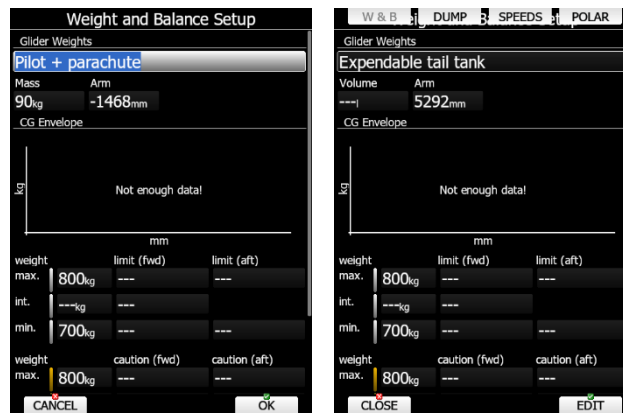 Weight and Balance Setup
Glider Weights
Pilot + parachute
Mass Arm
90kg -1468mm
CG Envelope
kg
Not enough data!
mm
weight limit (fwd) limit (aft)
max. 800kg --- ---
int. ---kg ---
min. 700kg --- ---
weight caution (fwd) caution (aft)
max. 800kg --- ---
CANCEL OK
W & B DUMP SPEEDS POLAR
Glider Weights
Expendable tail tank
Volume Arm
---l 5292mm
CG Envelope
kg
Not enough data!
mm
weight limit (fwd) limit (aft)
max. 800kg --- ---
int. ---kg ---
min. 700kg --- ---
weight caution (fwd) caution (aft)
max. 800kg --- ---
CLOSE EDIT